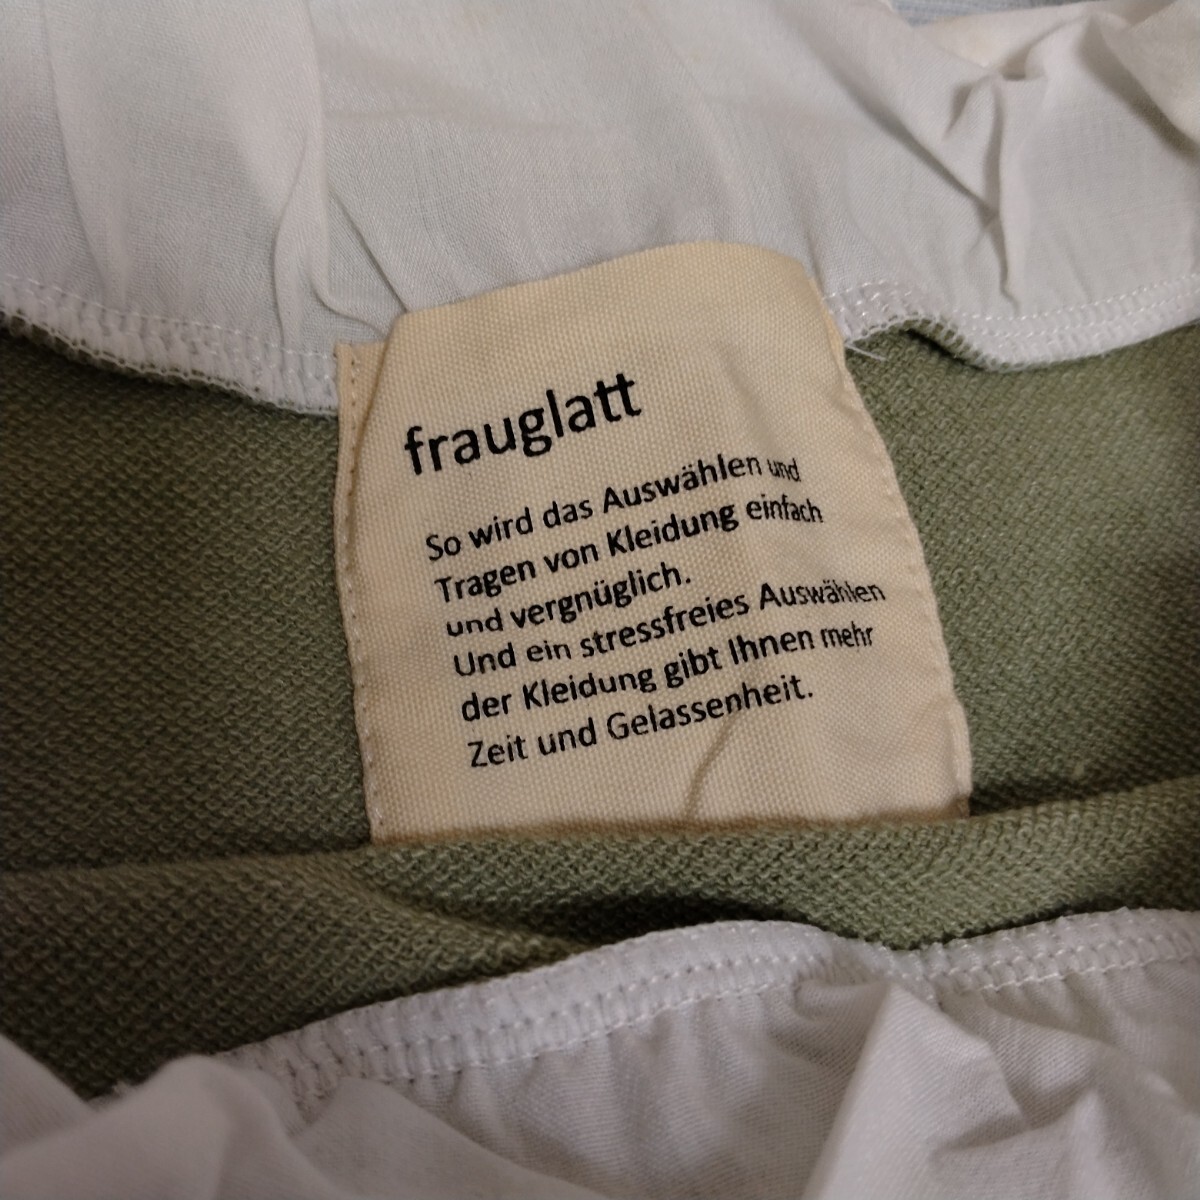 frauglatt
So wird das Auswählen und
Tragen von Kleidung einfach
und vergnüglich.
Und ein stressfreies Auswählen
der Kleidung gibt Ihnen mehr
Zeit und Gelassenheit.